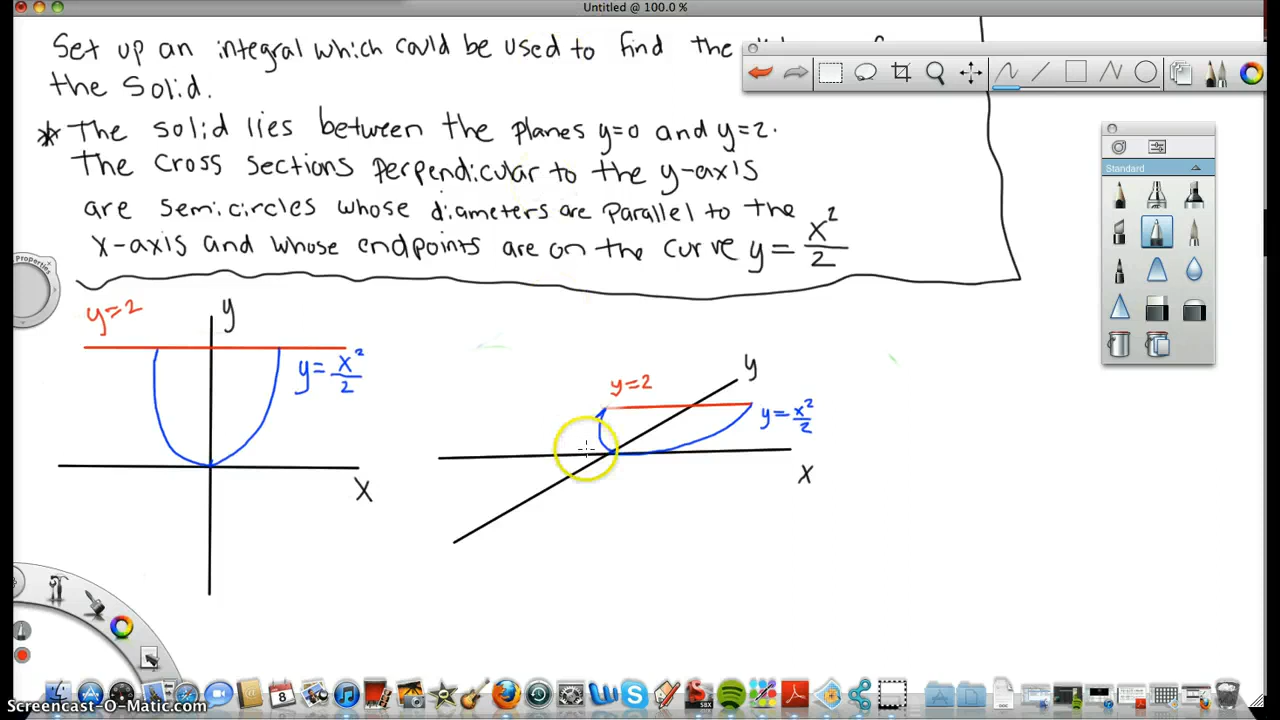 Untitled @ 100.0 %
Set up an integral which could be used to find the
the Solid.
* The solid lies between the planes y=0 and y=2.
The Cross Sections Perpendicular to the y-axis
are Semicircles whose diameters are Parallel to the
X-axis and whose endpoints are on the curve y = x²/2
Properties
Standard
y=2
y
y = x²/2
X
y
y=2
y = x²/2
X
8
58X
Screencast-O-Matic.com